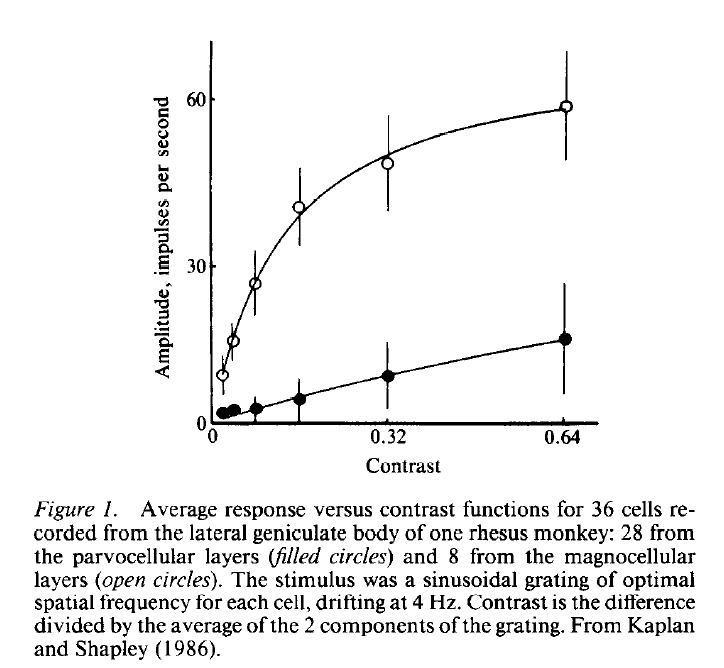 Amplitude, impulses per second
60
30
0
0
0.32
0.64
Contrast
Figure 1. Average response versus contrast functions for 36 cells re-
corded from the lateral geniculate body of one rhesus monkey: 28 from
the parvocellular layers (filled circles) and 8 from the magnocellular
layers (open circles). The stimulus was a sinusoidal grating of optimal
spatial frequency for each cell, drifting at 4 Hz. Contrast is the difference
divided by the average of the 2 components of the grating. From Kaplan
and Shapley (1986).